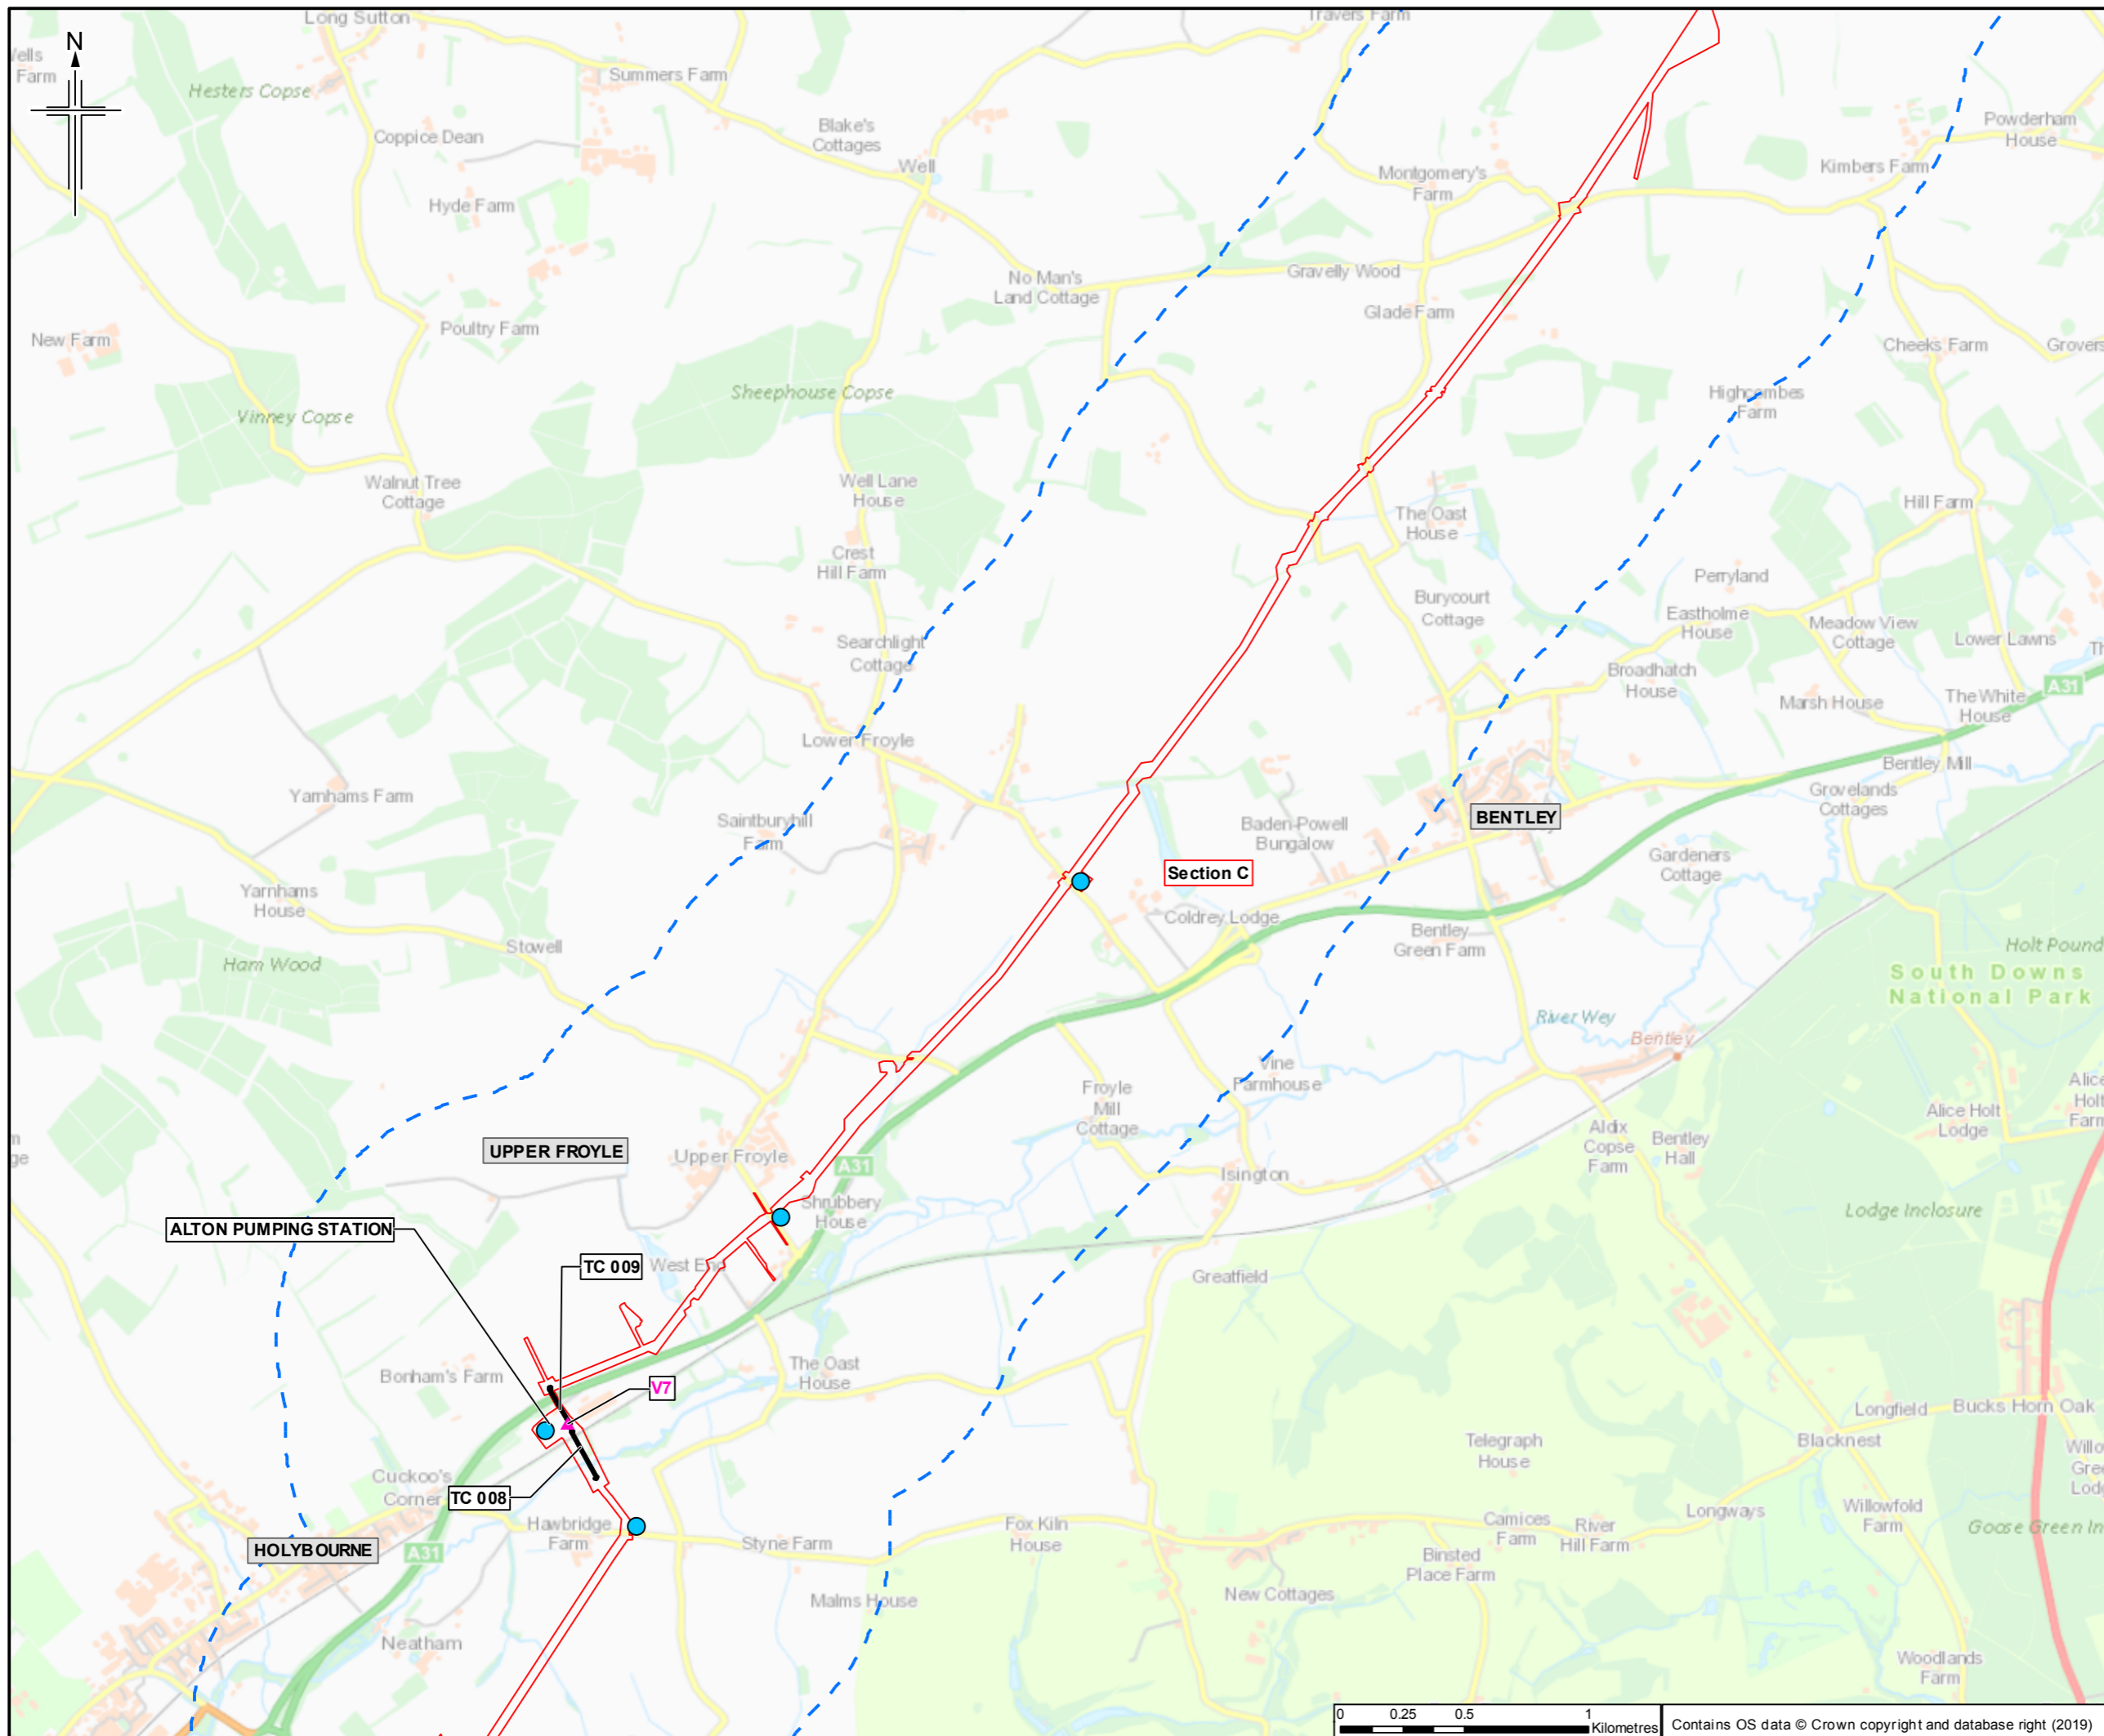 Long Sutton
Travers Farm
N
Farm
Hesters Copse
Summers Farm
Coppice Dean
Blake's
Cottages
Well
Powderham
House
Kimbers Farm
Montgomery's
Farm
Hyde Farm
No Man's
Land Cottage
Gravelly Wood
Glade Farm
New Farm
Poultry Farm
Cheeks Farm
Grovers
Sheephouse Copse
Highcombes
Farm
Vinney Copse
Walnut Tree
Cottage
Well Lane
House
The Oast
House
Hill Farm
Crest
Hill Farm
Perryland
Burycourt
Cottage
Eastholme
House
Meadow View
Cottage
Lower Lawns
Searchlight
Cottage
Broadhatch
House
A31
Marsh House
The White
House
Lower Froyle
Bentley Mill
Yarnhams Farm
Grovelands
Cottages
Saintburyhill
Farm
Baden-Powell
Bungalow
BENTLEY
Gardeners
Cottage
Section C
Yarnhams
House
Coldrey Lodge
Bentley
Green Farm
Stowell
Ham Wood
Holt Pound
South Downs
National Park
River Wey
Bentley
Vine
Farmhouse
Froyle
Mill
Cottage
Alice
Holt
Farm
Alice Holt
Lodge
Aldix
Copse
Farm
Bentley
Hall
UPPER FROYLE
Upper Froyle
A31
Isington
Shrubbery
House
Lodge Inclosure
ALTON PUMPING STATION
TC 009
West End
Greatfield
Bonham's Farm
The Oast
House
V7
Longfield
Bucks Horn Oak
Telegraph
House
Blacknest
Cuckoo's
Corner
TC 008
Longways
Willowfold
Farm
Hawbridge
Farm
Styne Farm
Fox Kiln
House
Camices
Farm
River
Hill Farm
Goose Green In
HOLYBOURNE
A31
Binsted
Place Farm
New Cottages
Malms House
Neatham
Woodlands
Farm
0 0.25 0.5 1
Kilometres
Contains OS data © Crown copyright and database right (2019)